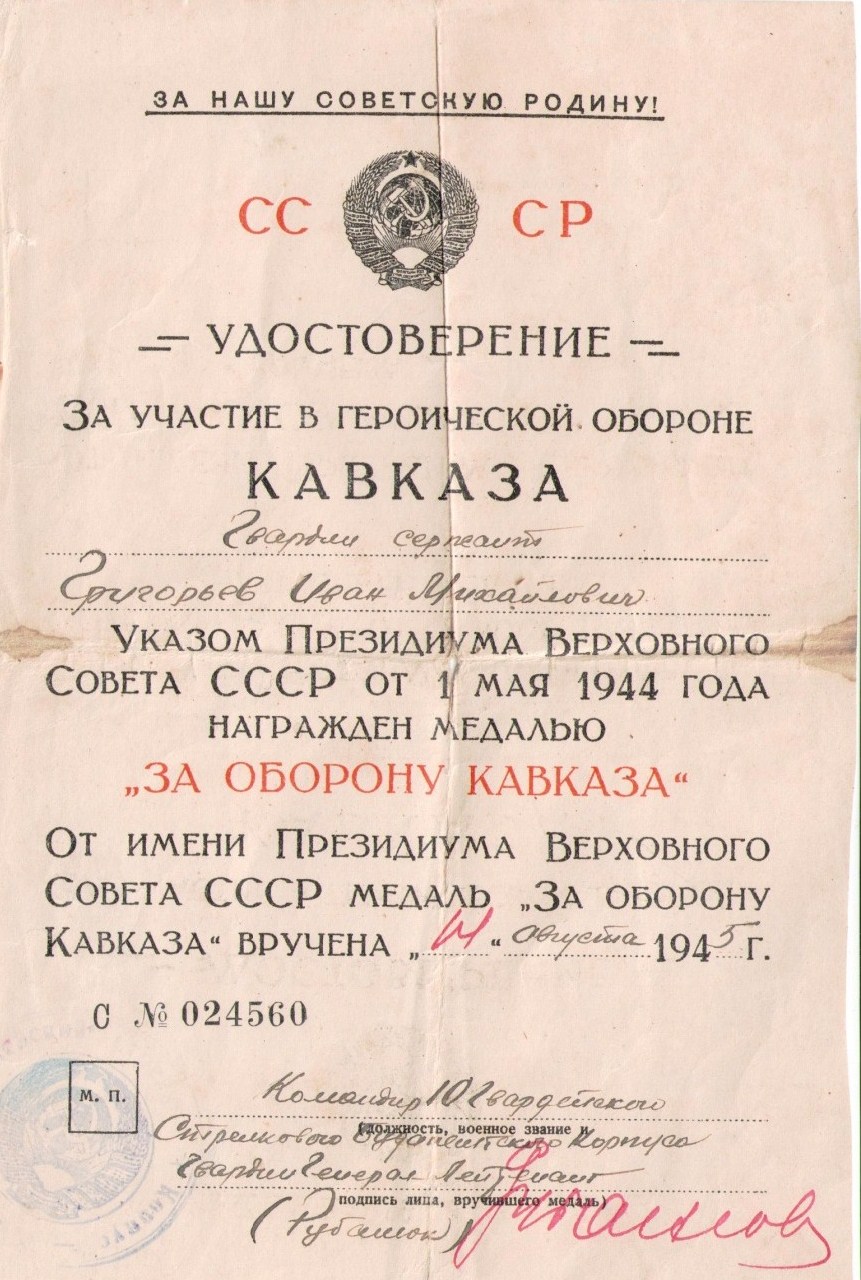 ЗА НАШУ СОВЕТСКУЮ РОДИНУ!
СС СР
УДОСТОВЕРЕНИЕ
ЗА УЧАСТИЕ В ГЕРОИЧЕСКОЙ ОБОРОНЕ
КАВКАЗА
Гвардии сержант
Григорьев Иван Михайлович
УКАЗОМ ПРЕЗИДИУМА ВЕРХОВНОГО
СОВЕТА СССР ОТ 1 МАЯ 1944 ГОДА
НАГРАЖДЕН МЕДАЛЬЮ
„ЗА ОБОРОНУ КАВКАЗА“
ОТ ИМЕНИ ПРЕЗИДИУМА ВЕРХОВНОГО
СОВЕТА СССР МЕДАЛЬ „ЗА ОБОРОНУ
КАВКАЗА“ ВРУЧЕНА „ “ августа 1945 Г.
С № 024560
М. П.
Командир 10 Гвардейского
(должность, военное звание и
Стрелкового Будапештского Корпуса
Гвардии Генерал Лейтенант
подпись лица, вручившего медаль)
(Рубанюк)